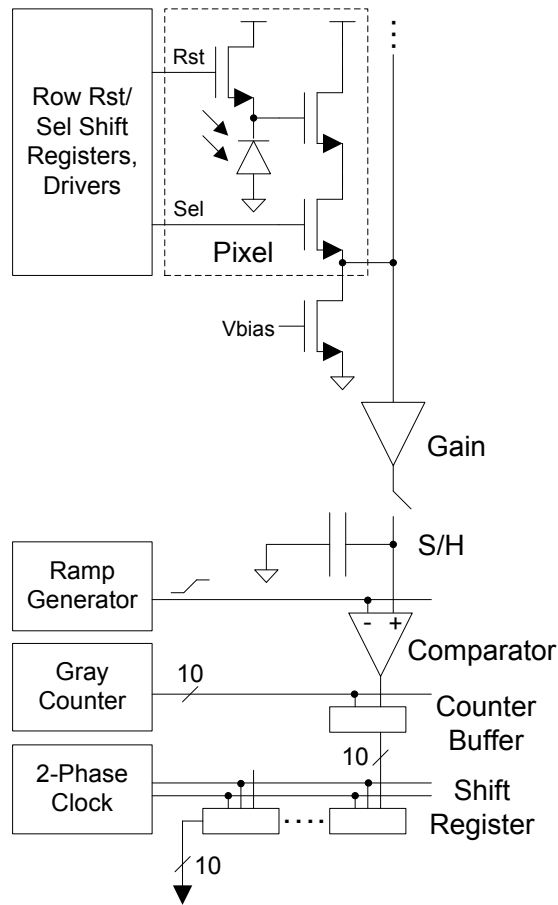 Row Rst/
Sel Shift
Registers,
Drivers
Rst
Sel
Pixel
Vbias
Gain
S/H
Ramp
Generator
- +
Comparator
Gray
Counter
10
Counter
Buffer
10
2-Phase
Clock
Shift
Register
10